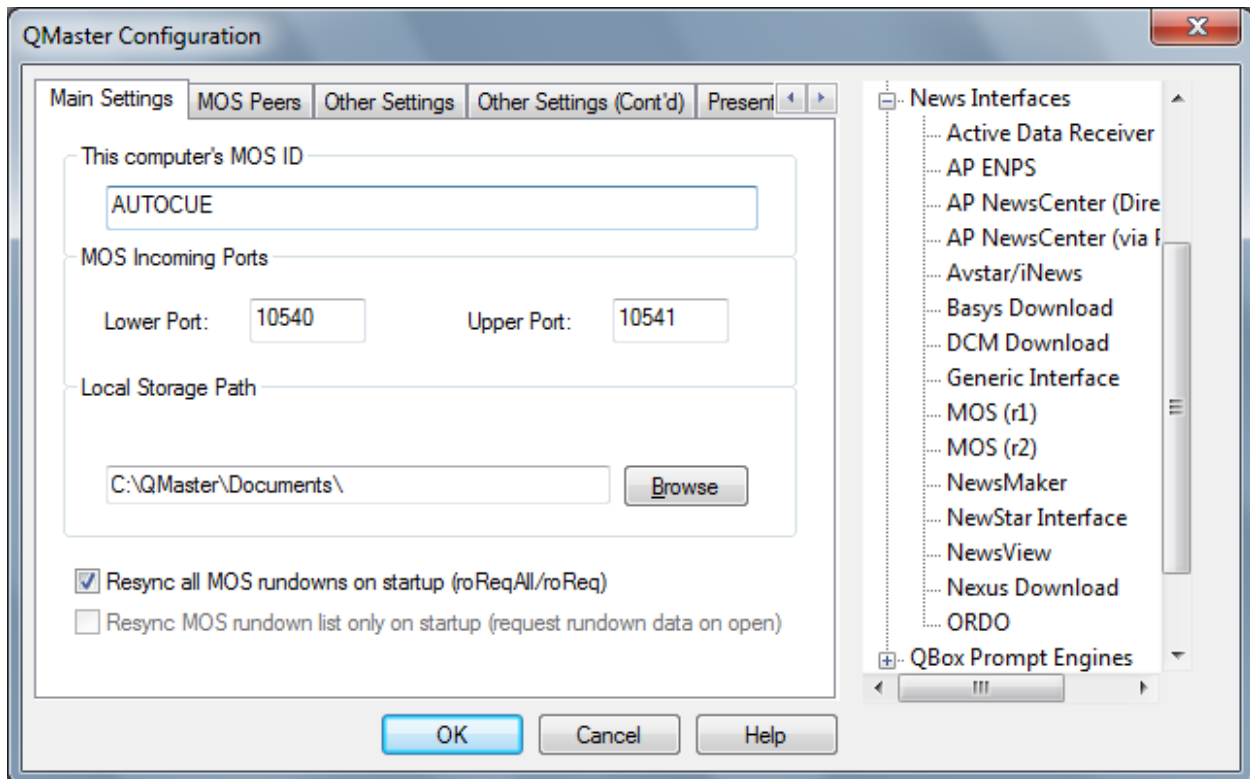 QMaster Configuration
Main Settings
MOS Peers
Other Settings
Other Settings (Cont'd)
Present
This computer's MOS ID
AUTOCUE
MOS Incoming Ports
Lower Port:
10540
Upper Port:
10541
Local Storage Path
C:\QMaster\Documents\
Browse
Resync all MOS rundowns on startup (roReqAll/roReq)
Resync MOS rundown list only on startup (request rundown data on open)
News Interfaces
Active Data Receiver
AP ENPS
AP NewsCenter (Dire
AP NewsCenter (via
Avstar/iNews
Basys Download
DCM Download
Generic Interface
MOS (r1)
MOS (r2)
NewsMaker
NewStar Interface
NewsView
Nexus Download
ORDO
QBox Prompt Engines
OK
Cancel
Help